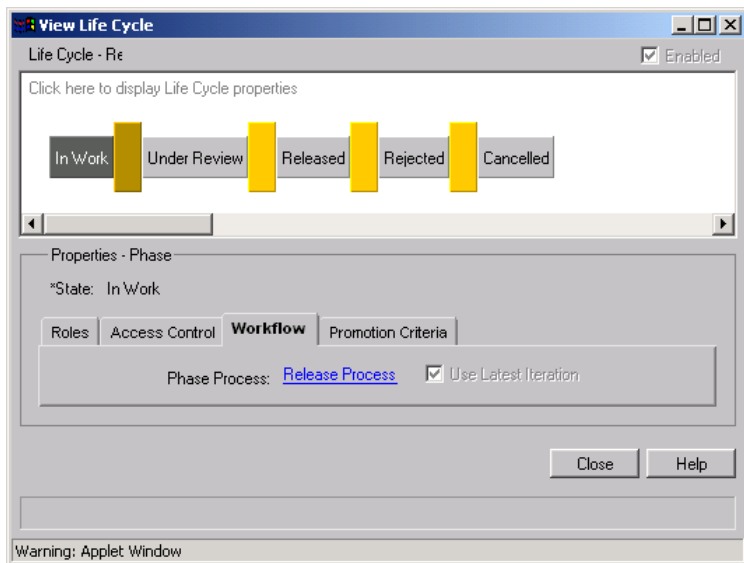 View Life Cycle
Life Cycle - Re
Enabled
Click here to display Life Cycle properties
In Work Under Review Released Rejected Cancelled
Properties - Phase
*State: In Work
Roles Access Control Workflow Promotion Criteria
Phase Process: Release Process Use Latest Iteration
Close Help
Warning: Applet Window